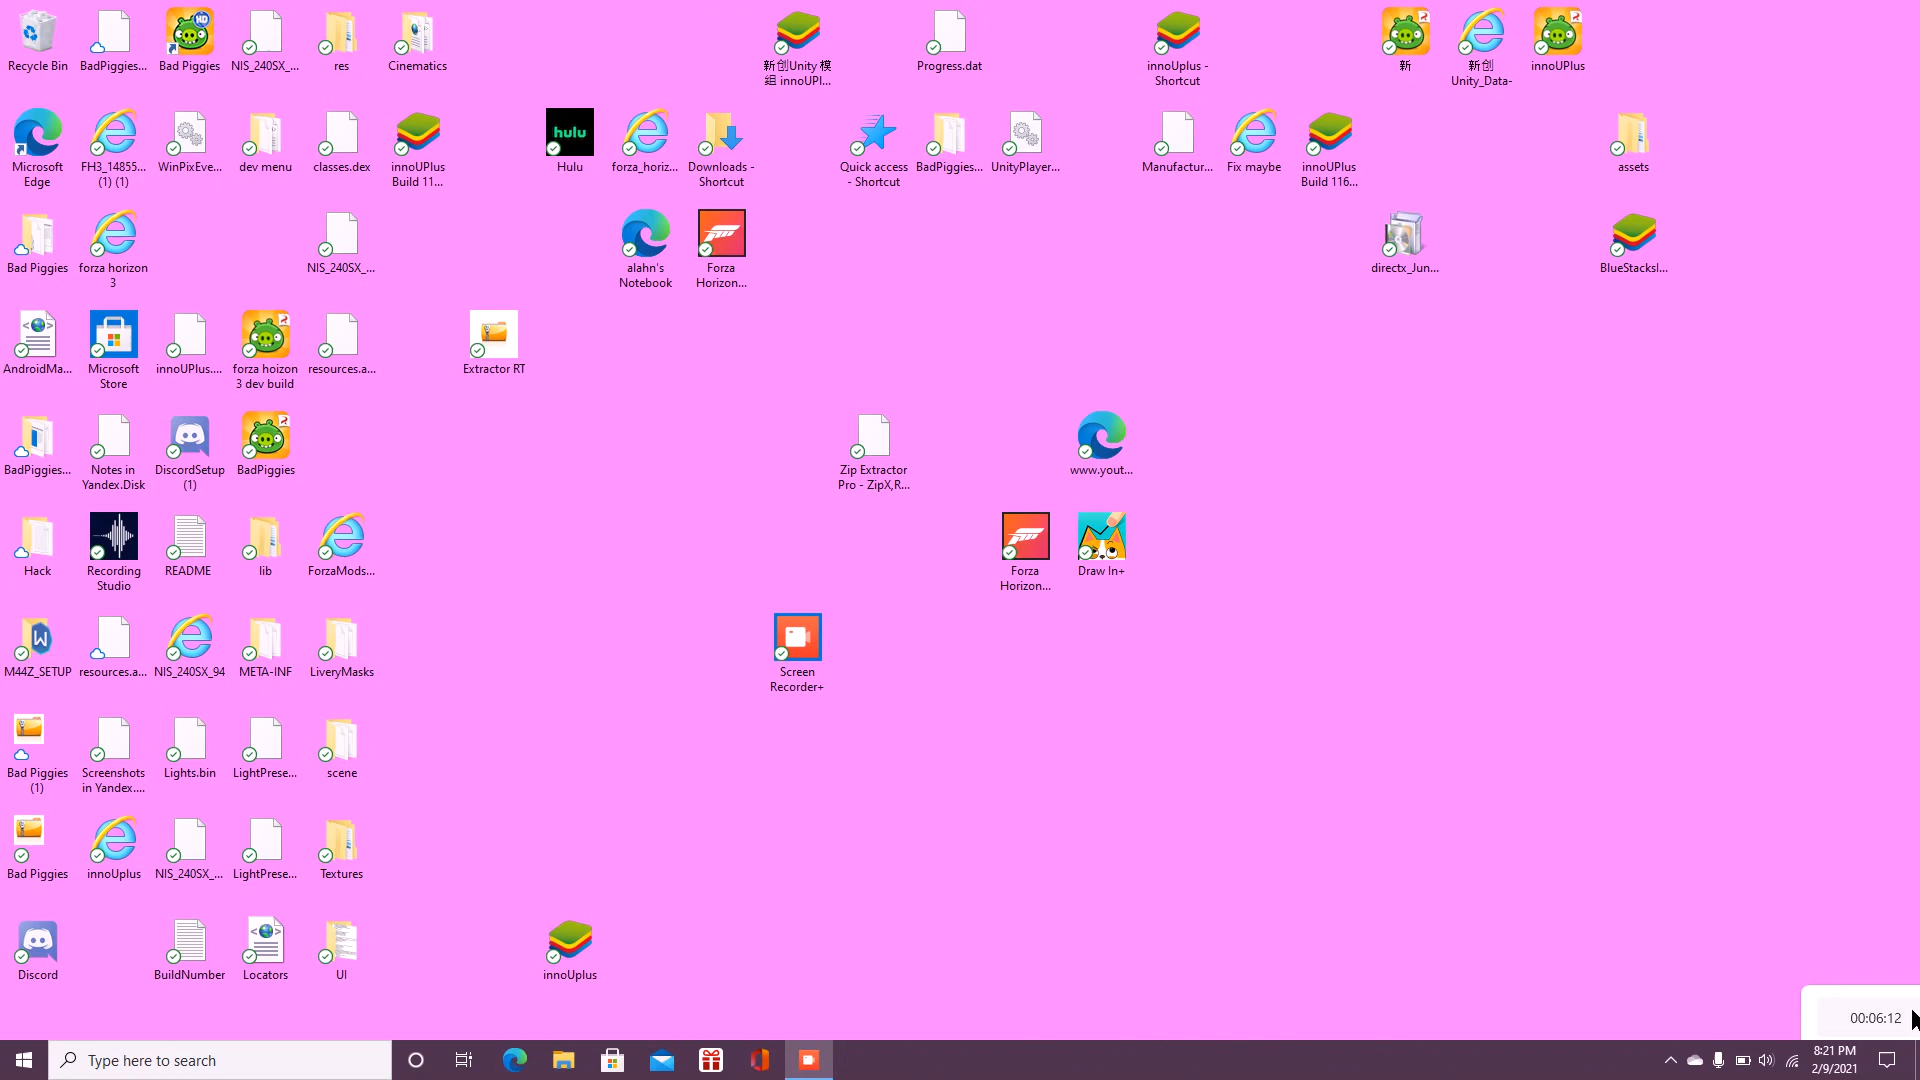 Recycle Bin
BadPiggies...
Bad Piggies
NIS_240SX_...
res
Cinematics
新创Unity 模
组 innoUPl...
Progress.dat
innoUplus -
Shortcut
新
新创
Unity_Data-
innoUPlus
Microsoft
Edge
FH3_14855...
(1) (1)
WinPixEve...
dev menu
classes.dex
innoUPlus
Build 11...
hulu
Hulu
forza_horiz...
Downloads -
Shortcut
Quick access
- Shortcut
BadPiggies...
UnityPlayer...
Manufactur...
Fix maybe
innoUPlus
Build 116...
assets
Bad Piggies
forza horizon
3
NIS_240SX_...
alahn's
Notebook
Forza
Horizon...
directx_Jun...
BlueStacksI...
AndroidMa...
Microsoft
Store
innoUPlus....
forza hoizon
3 dev build
resources.a...
Extractor RT
BadPiggies...
Notes in
Yandex.Disk
DiscordSetup
(1)
BadPiggies
Zip Extractor
Pro - ZipX,R...
www.yout...
Hack
Recording
Studio
README
lib
ForzaMods...
Forza
Horizon...
Draw In+
M44Z_SETUP
resources.a...
NIS_240SX_94
META-INF
LiveryMasks
Screen
Recorder+
Bad Piggies
(1)
Screenshots
in Yandex....
Lights.bin
LightPrese...
scene
Bad Piggies
innoUplus
NIS_240SX_...
LightPrese...
Textures
Discord
BuildNumber
Locators
UI
innoUplus
00:06:12
Type here to search
8:21 PM
2/9/2021